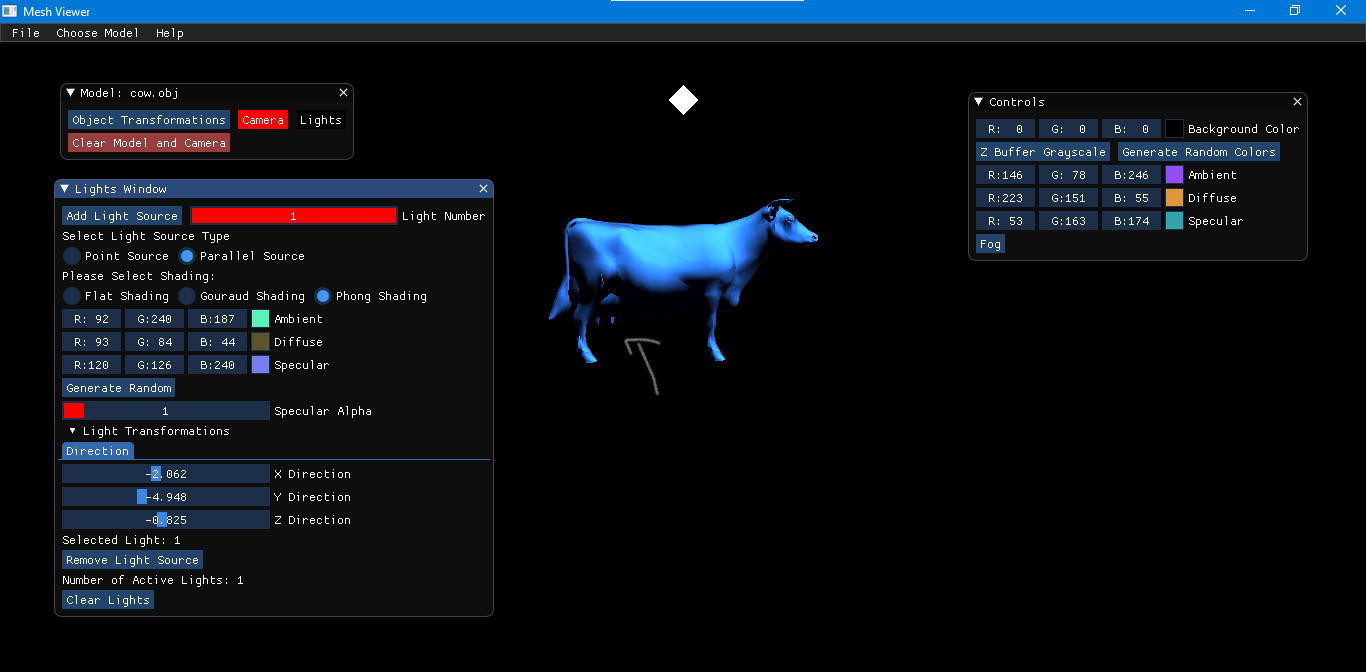 Mesh Viewer
File Choose Model Help
Model: cow.obj
Object Transformations Camera Lights
Clear Model and Camera
Lights Window
Add Light Source 1 Light Number
Select Light Source Type
Point Source Parallel Source
Please Select Shading:
Flat Shading Gouraud Shading Phong Shading
R: 92 G:240 B:187 Ambient
R: 93 G: 84 B: 44 Diffuse
R:120 G:126 B:240 Specular
Generate Random
1 Specular Alpha
Light Transformations
Direction
-2.062 X Direction
-4.948 Y Direction
-0.825 Z Direction
Selected Light: 1
Remove Light Source
Number of Active Lights: 1
Clear Lights
Controls
R: 0 G: 0 B: 0 Background Color
Z Buffer Grayscale Generate Random Colors
R:146 G: 78 B:246 Ambient
R:223 G:151 B: 55 Diffuse
R: 53 G:163 B:174 Specular
Fog